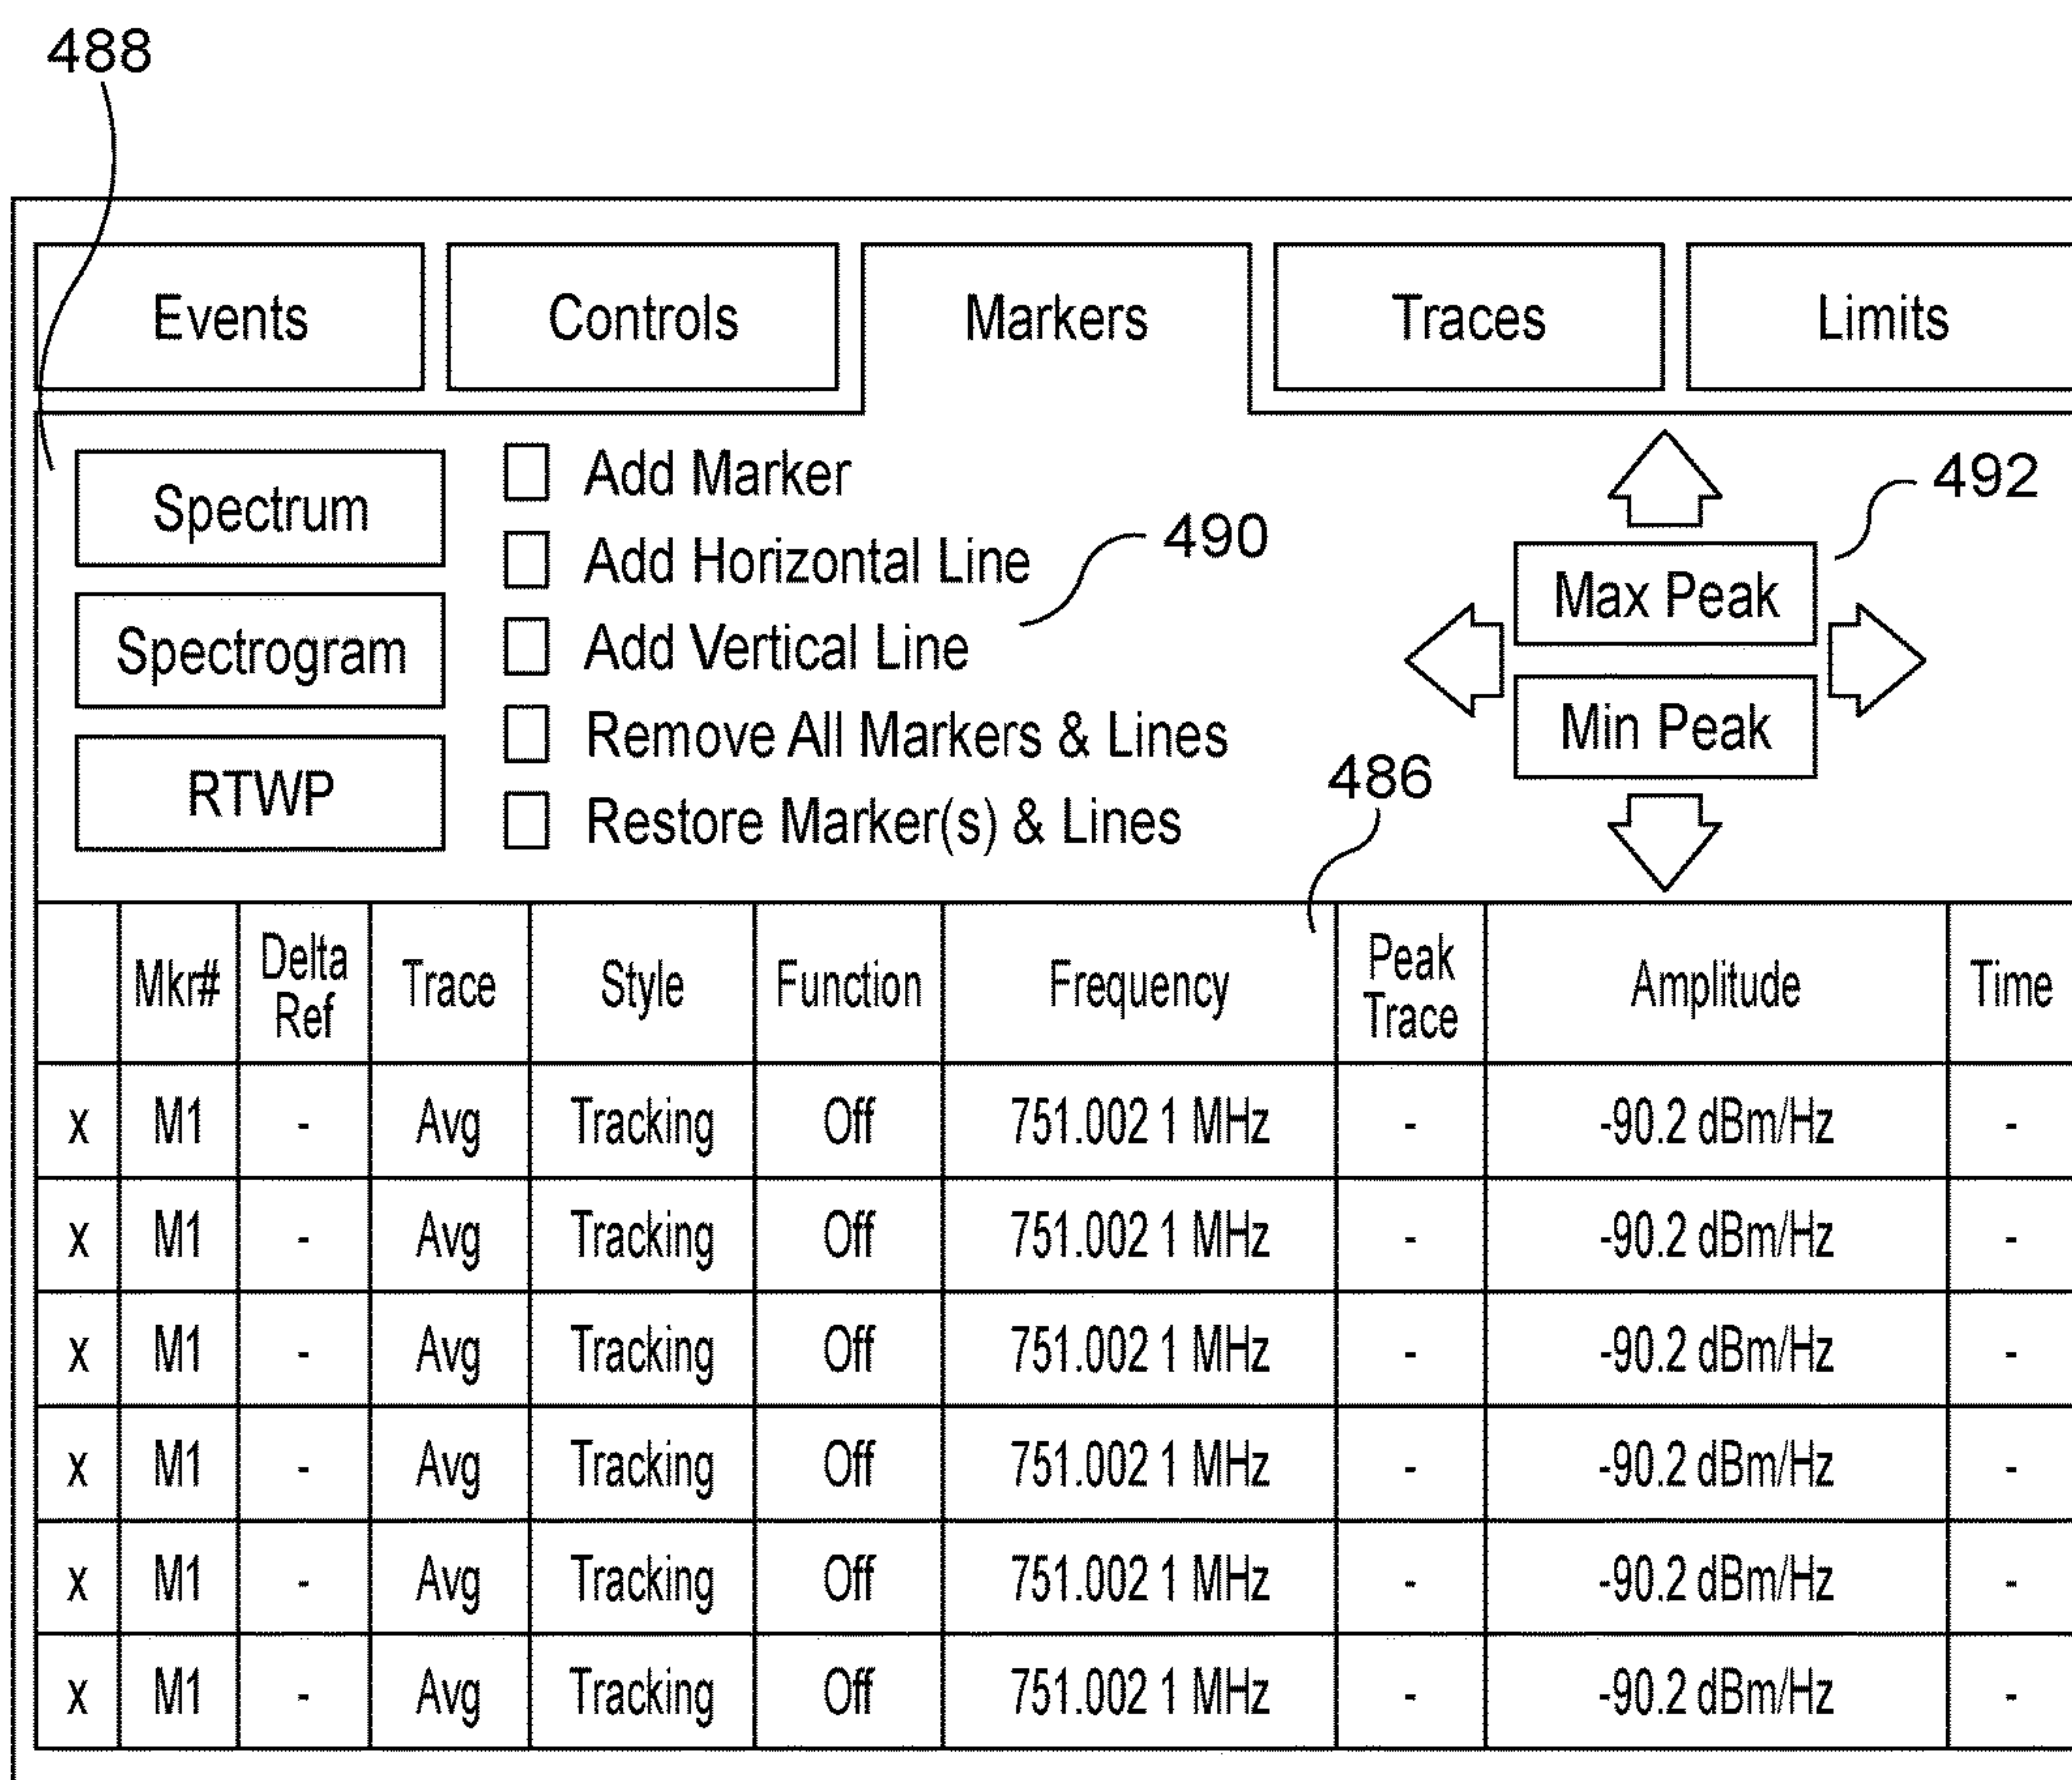 488
Events Controls Markers Traces Limits
Spectrum
Spectrogram
RTWP
Add Marker
Add Horizontal Line
Add Vertical Line
Remove All Markers & Lines
Restore Marker(s) & Lines
490
492
Max Peak
Min Peak
486
Mkr# Delta Ref Trace Style Function Frequency Peak Trace Amplitude Time
x M1 - Avg Tracking Off 751.002 1 MHz - -90.2 dBm/Hz -
x M1 - Avg Tracking Off 751.002 1 MHz - -90.2 dBm/Hz -
x M1 - Avg Tracking Off 751.002 1 MHz - -90.2 dBm/Hz -
x M1 - Avg Tracking Off 751.002 1 MHz - -90.2 dBm/Hz -
x M1 - Avg Tracking Off 751.002 1 MHz - -90.2 dBm/Hz -
x M1 - Avg Tracking Off 751.002 1 MHz - -90.2 dBm/Hz -